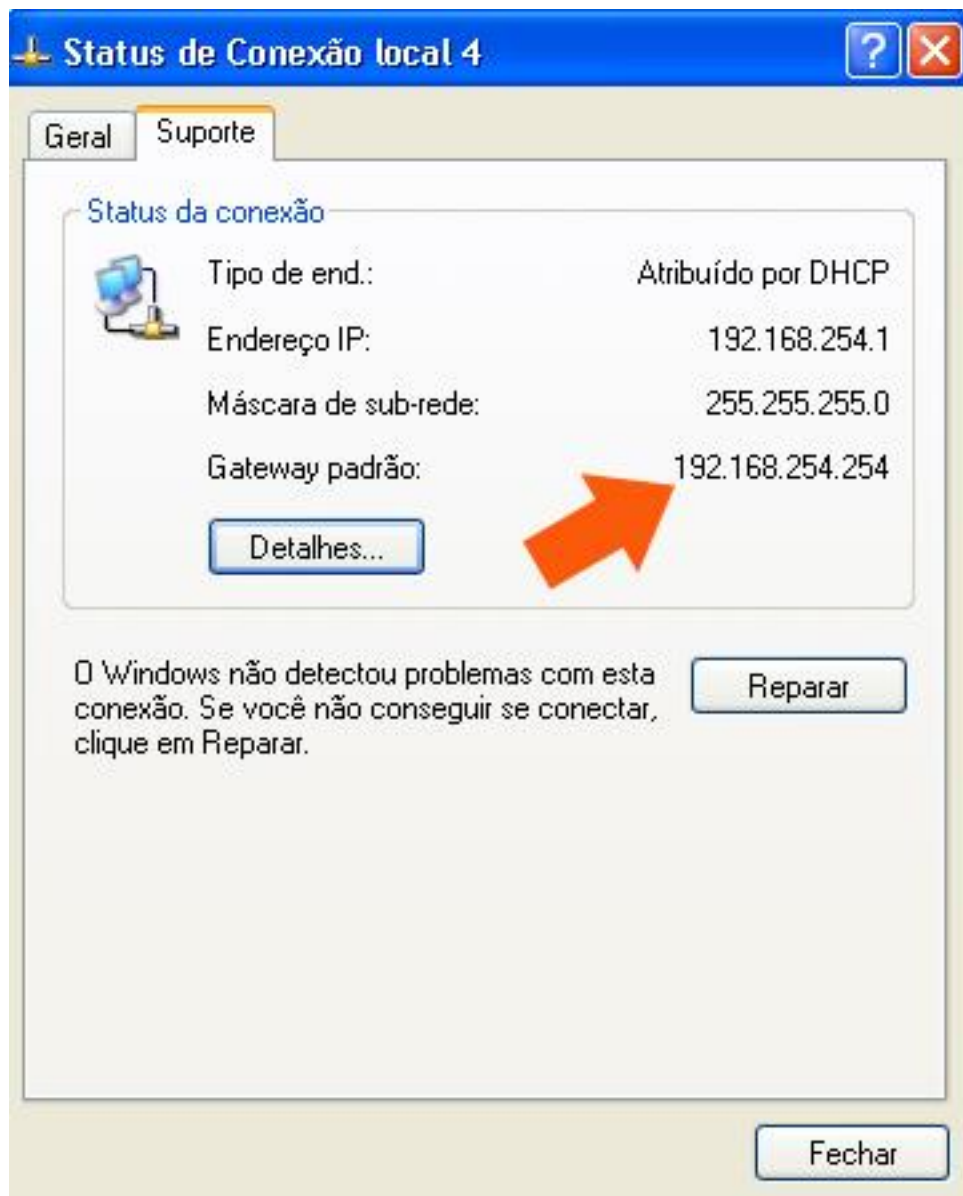 Status de Conexão local 4
Geral
Suporte
Status da conexão
Tipo de end.: Atribuído por DHCP
Endereço IP: 192.168.254.1
Máscara de sub-rede: 255.255.255.0
Gateway padrão: 192.168.254.254
Detalhes...
O Windows não detectou problemas com esta
conexão. Se você não conseguir se conectar,
clique em Reparar.
Reparar
Fechar